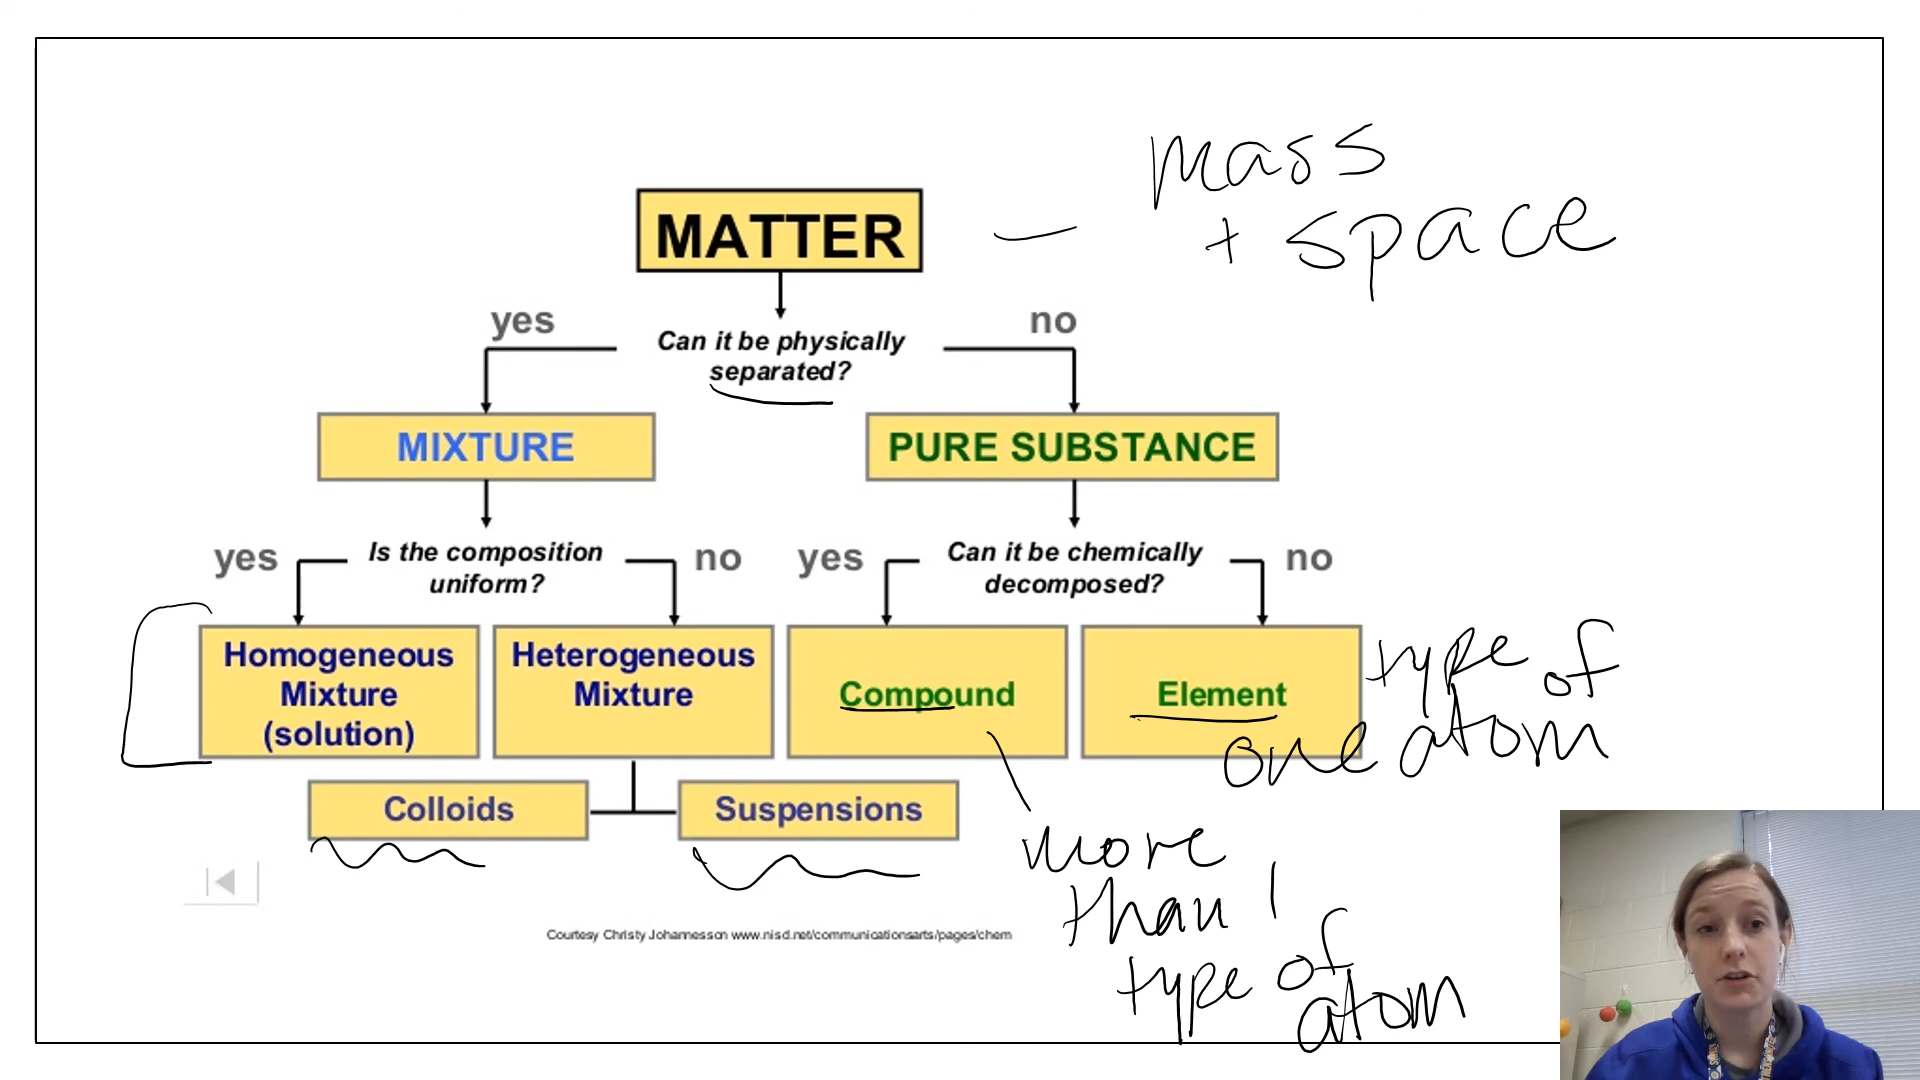 mass
+ space
MATTER
yes
no
Can it be physically
separated?
MIXTURE
PURE SUBSTANCE
yes
Is the composition
uniform?
no
yes
Can it be chemically
decomposed?
no
Homogeneous
Mixture
(solution)
Heterogeneous
Mixture
Compound
Element
type of
one atom
Colloids
Suspensions
more
than 1
type of
atom
Courtesy Christy Johannesson www.nisd.net/communicationsarts/pages/chem